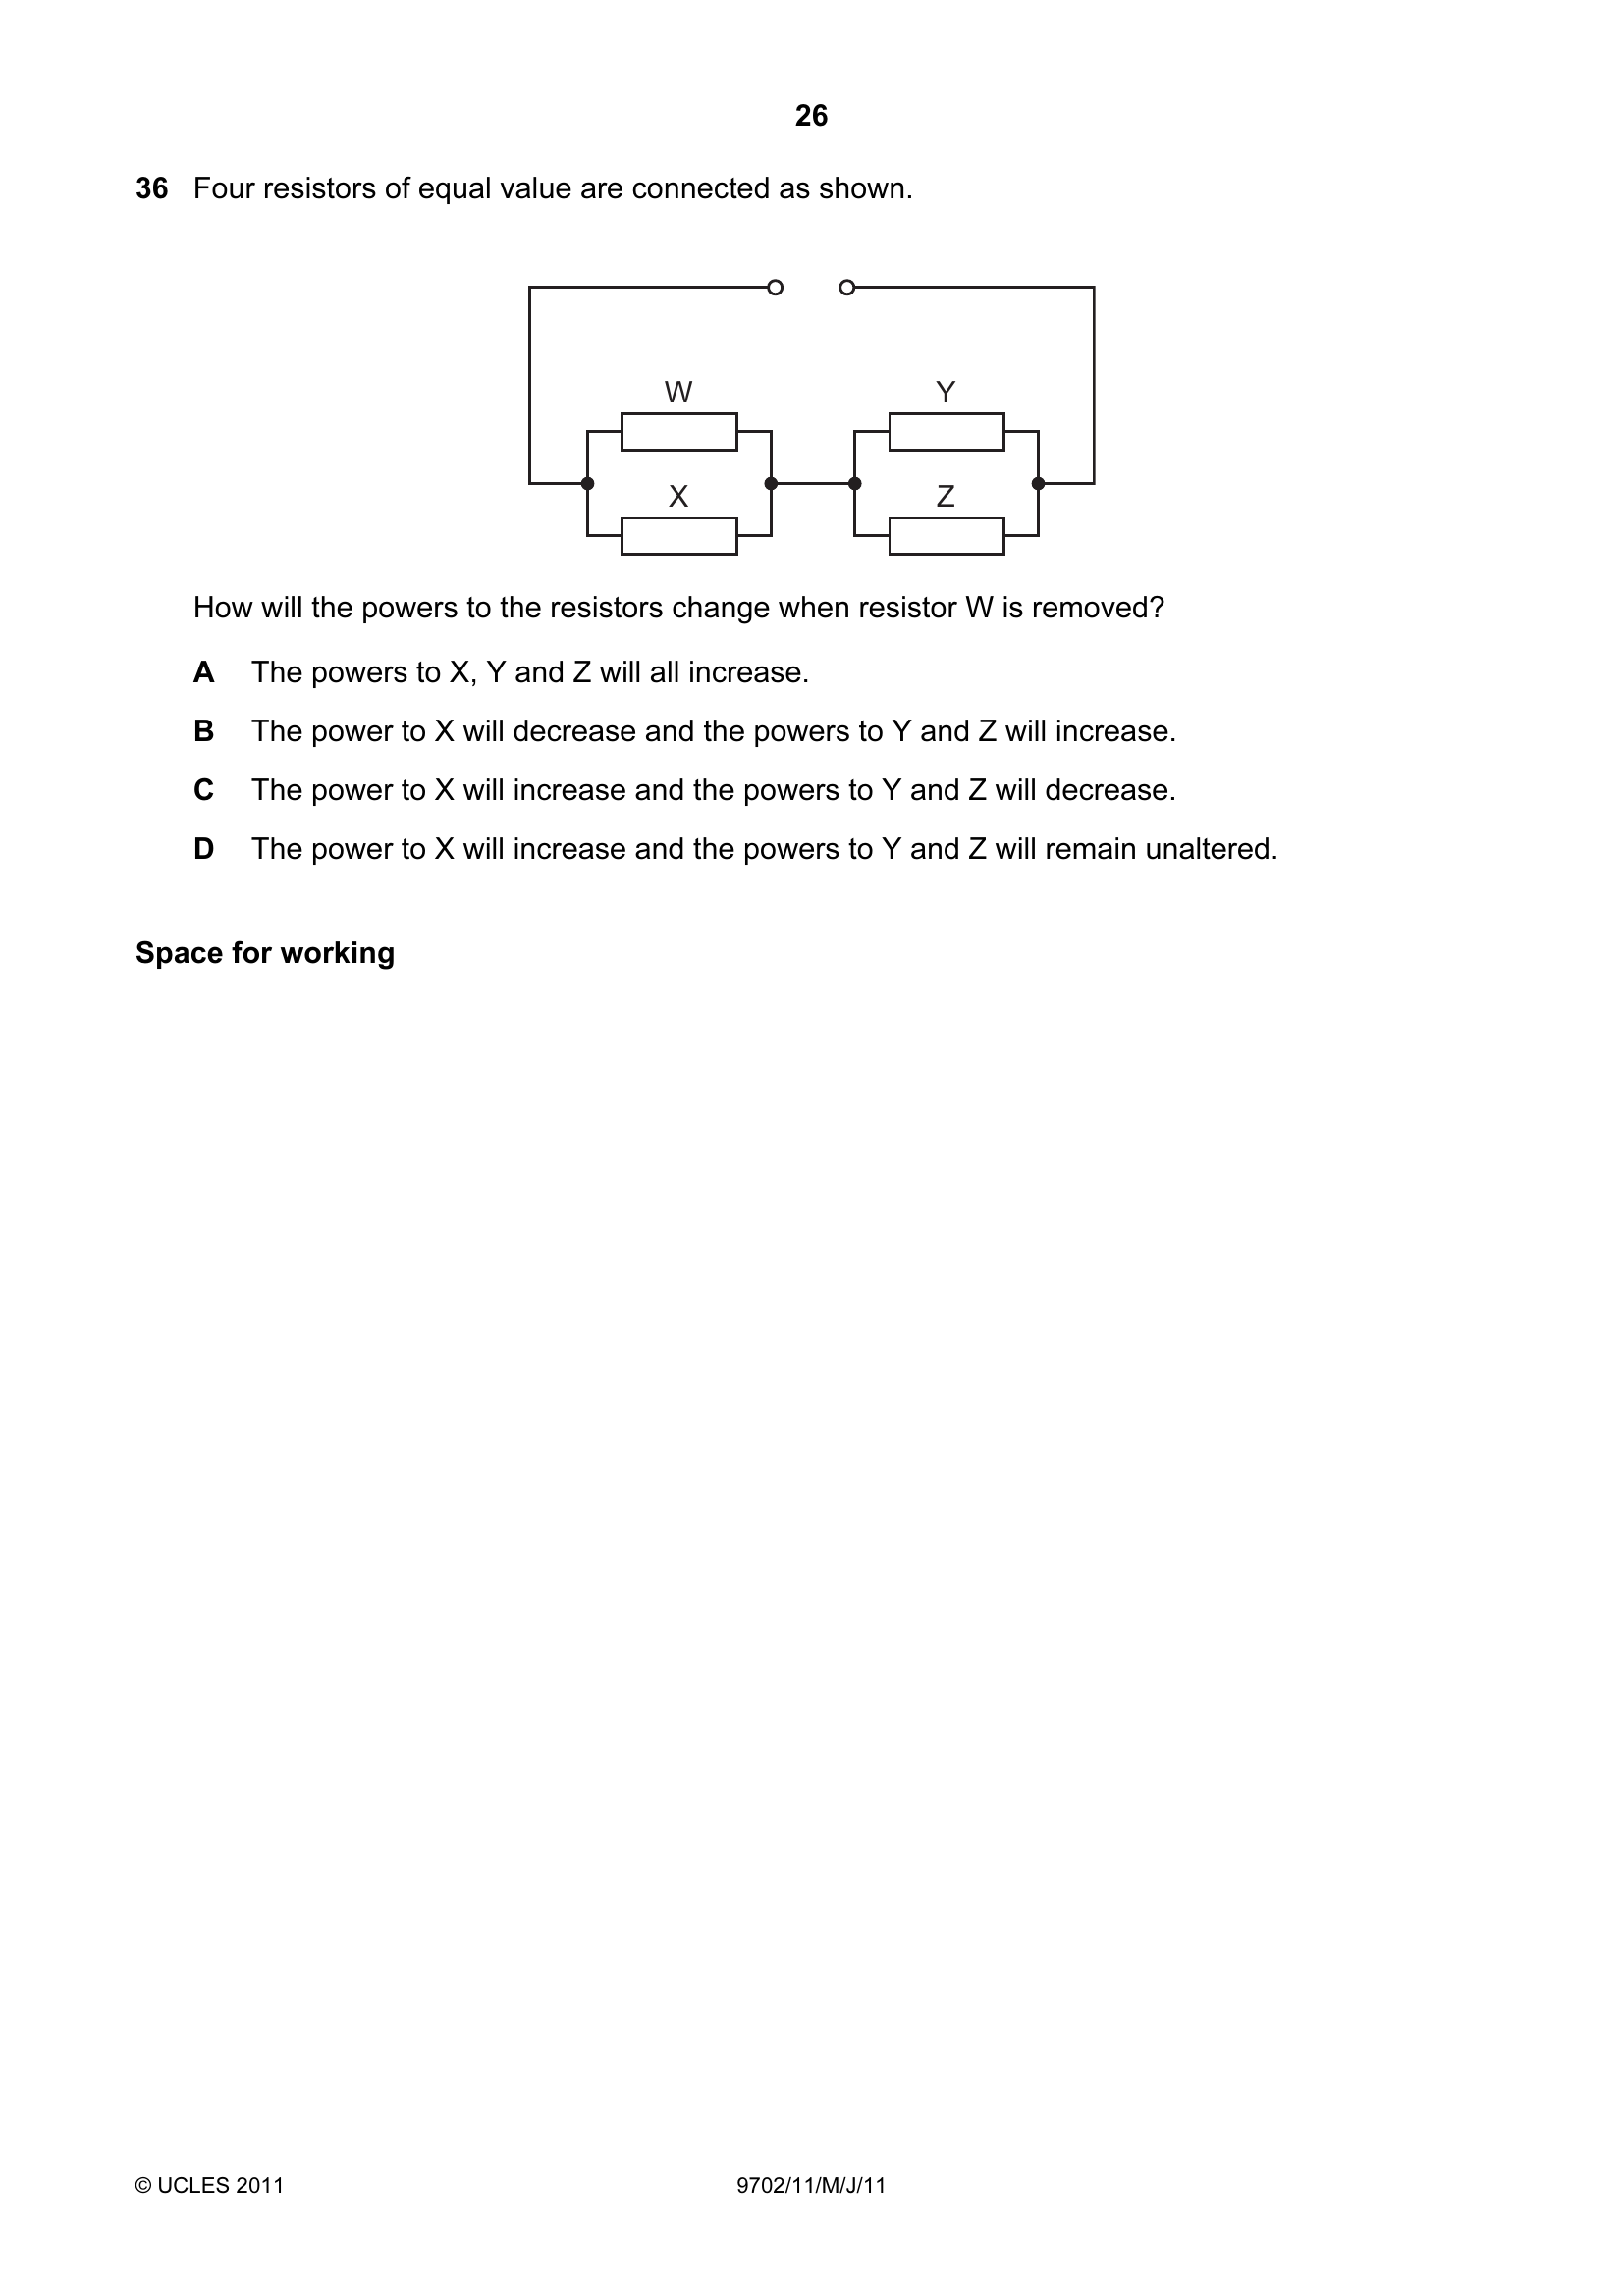 26
36 Four resistors of equal value are connected as shown.
W Y
X Z
How will the powers to the resistors change when resistor W is removed?
A The powers to X, Y and Z will all increase.
B The power to X will decrease and the powers to Y and Z will increase.
C The power to X will increase and the powers to Y and Z will decrease.
D The power to X will increase and the powers to Y and Z will remain unaltered.
Space for working
© UCLES 2011 9702/11/M/J/11